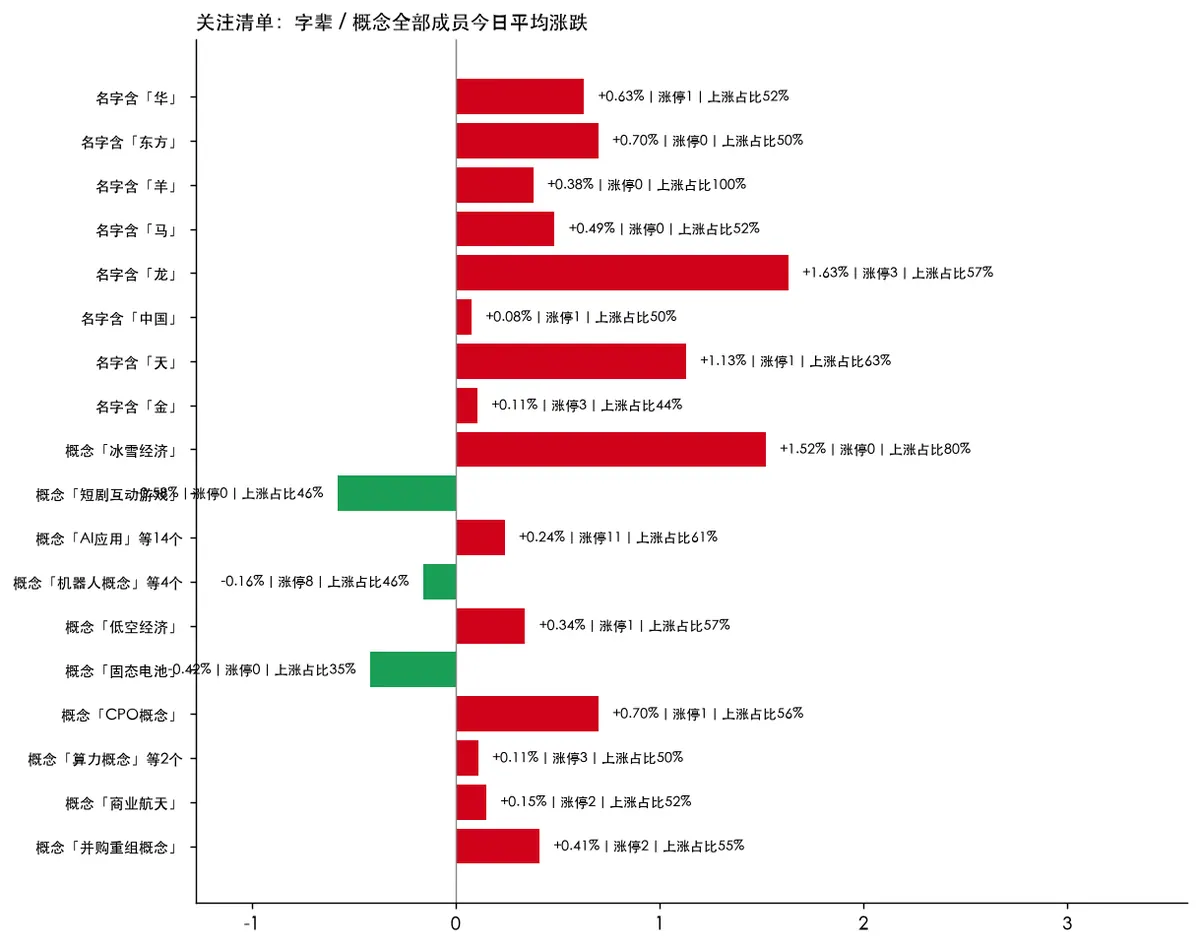 关注清单：字辈 / 概念全部成员今日平均涨跌
名字含「华」 +0.63% | 涨停1 | 上涨占比52%
名字含「东方」 +0.70% | 涨停0 | 上涨占比50%
名字含「羊」 +0.38% | 涨停0 | 上涨占比100%
名字含「马」 +0.49% | 涨停0 | 上涨占比52%
名字含「龙」 +1.63% | 涨停3 | 上涨占比57%
名字含「中国」 +0.08% | 涨停1 | 上涨占比50%
名字含「天」 +1.13% | 涨停1 | 上涨占比63%
名字含「金」 +0.11% | 涨停3 | 上涨占比44%
概念「冰雪经济」 +1.52% | 涨停0 | 上涨占比80%
概念「短剧互动游戏」 -0.58% | 涨停0 | 上涨占比46%
概念「AI应用」等14个 +0.24% | 涨停11 | 上涨占比61%
概念「机器人概念」等4个 -0.16% | 涨停8 | 上涨占比46%
概念「低空经济」 +0.34% | 涨停1 | 上涨占比57%
概念「固态电池」 -0.42% | 涨停0 | 上涨占比35%
概念「CPO概念」 +0.70% | 涨停1 | 上涨占比56%
概念「算力概念」等2个 +0.11% | 涨停3 | 上涨占比50%
概念「商业航天」 +0.15% | 涨停2 | 上涨占比52%
概念「并购重组概念」 +0.41% | 涨停2 | 上涨占比55%
-1 0 1 2 3